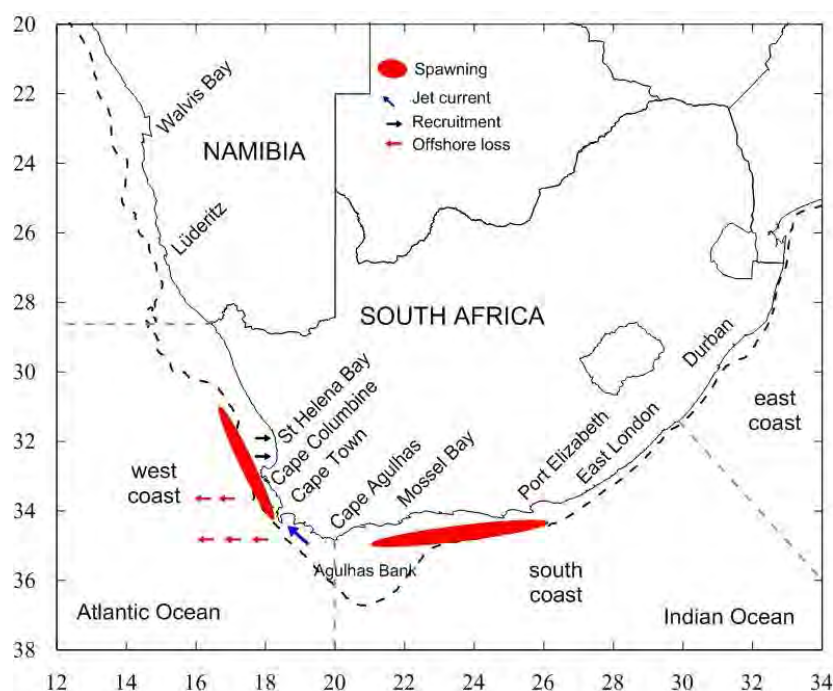 20
22
24
26
28
30
32
34
36
38
12
14
16
18
20
22
24
26
28
30
32
34
Spawning
Jet current
Recruitment
Offshore loss
Walvis Bay
NAMIBIA
Lüderitz
SOUTH AFRICA
Durban
St Helena Bay
Cape Columbine
Cape Town
Cape Agulhas
Mossel Bay
Port Elizabeth
East London
east
coast
west
coast
Agulhas Bank
south
coast
Atlantic Ocean
Indian Ocean